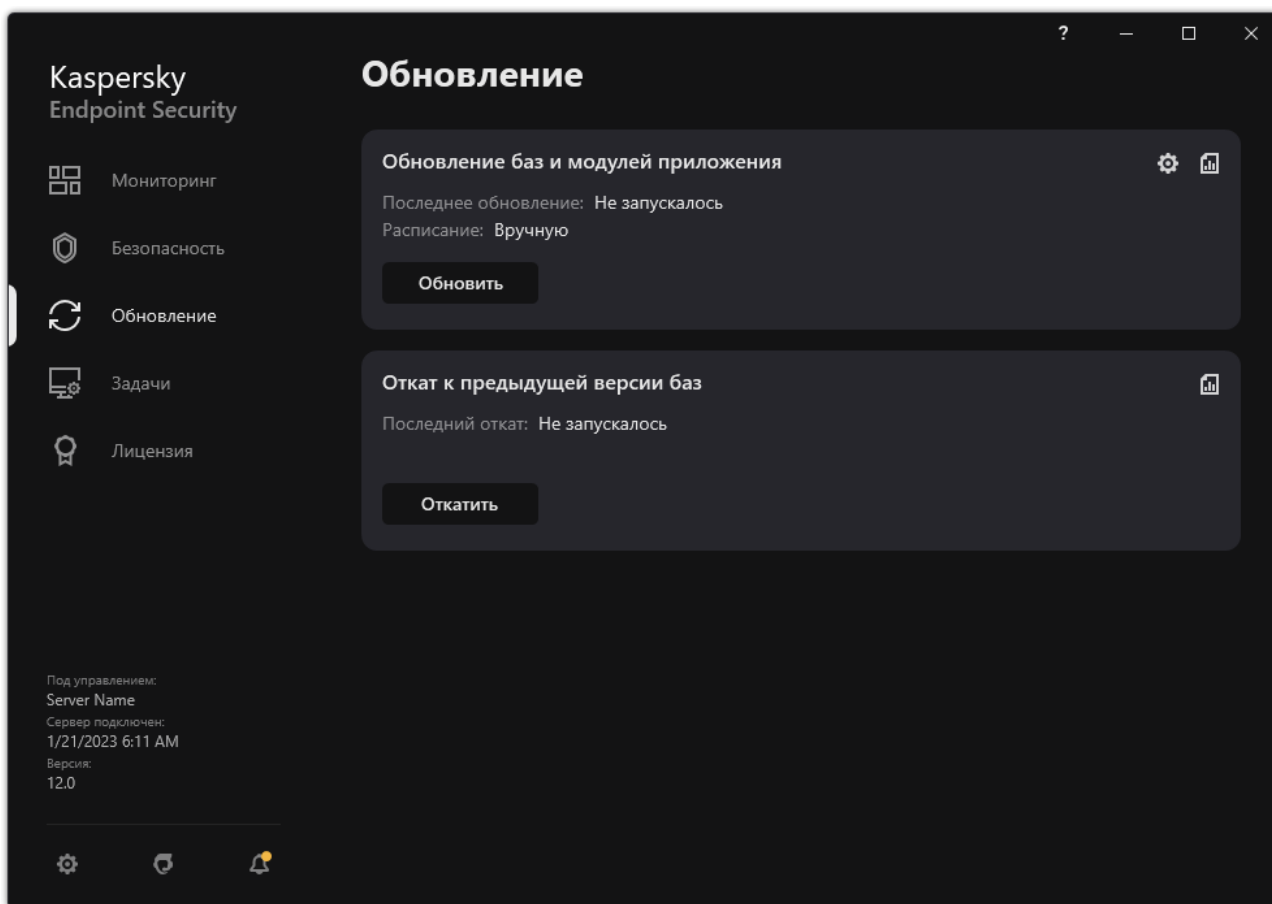 ?
Kaspersky
Endpoint Security
Мониторинг
Безопасность
Обновление
Задачи
Лицензия
Под управлением:
Server Name
Сервер подключен:
1/21/2023 6:11 AM
Версия:
12.0
Обновление
Обновление баз и модулей приложения
Последнее обновление: Не запускалось
Расписание: Вручную
Обновить
Откат к предыдущей версии баз
Последний откат: Не запускалось
Откатить